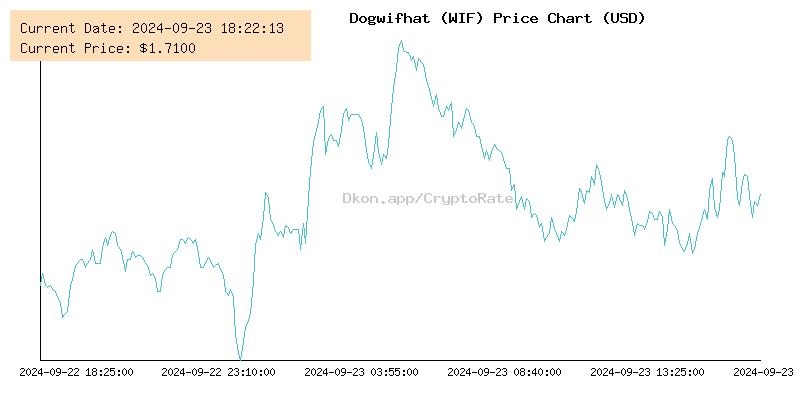 Dogwifhat (WIF) Price Chart (USD)
Current Date: 2024-09-23 18:22:13
Current Price: $1.7100
Dkon.app/CryptoRate
2024-09-22 18:25:00 2024-09-22 23:10:00 2024-09-23 03:55:00 2024-09-23 08:40:00 2024-09-23 13:25:00 2024-09-23